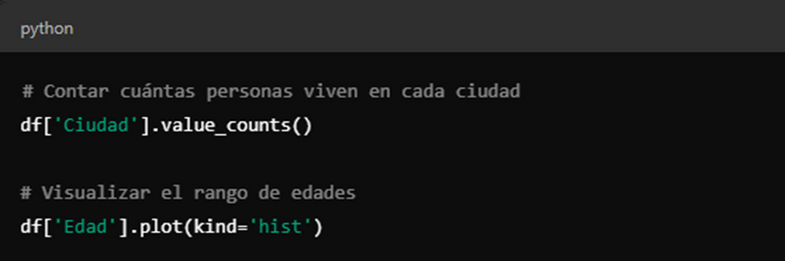 python
# Contar cuántas personas viven en cada ciudad
df['Ciudad'].value_counts()
# Visualizar el rango de edades
df['Edad'].plot(kind='hist')